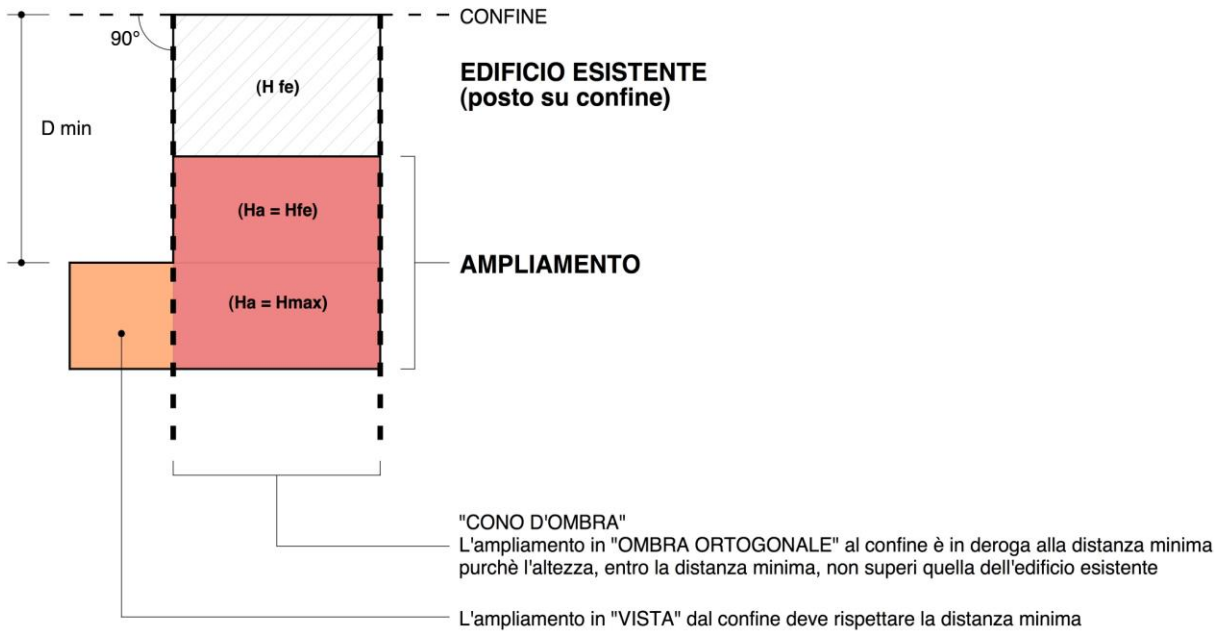 CONFINE
90°
(H fe)
EDIFICIO ESISTENTE
(posto su confine)
D min
(Ha = Hfe)
AMPLIAMENTO
(Ha = Hmax)
"CONO D'OMBRA"
L'ampliamento in "OMBRA ORTOGONALE" al confine è in deroga alla distanza minima
purchè l'altezza, entro la distanza minima, non superi quella dell'edificio esistente
L'ampliamento in "VISTA" dal confine deve rispettare la distanza minima